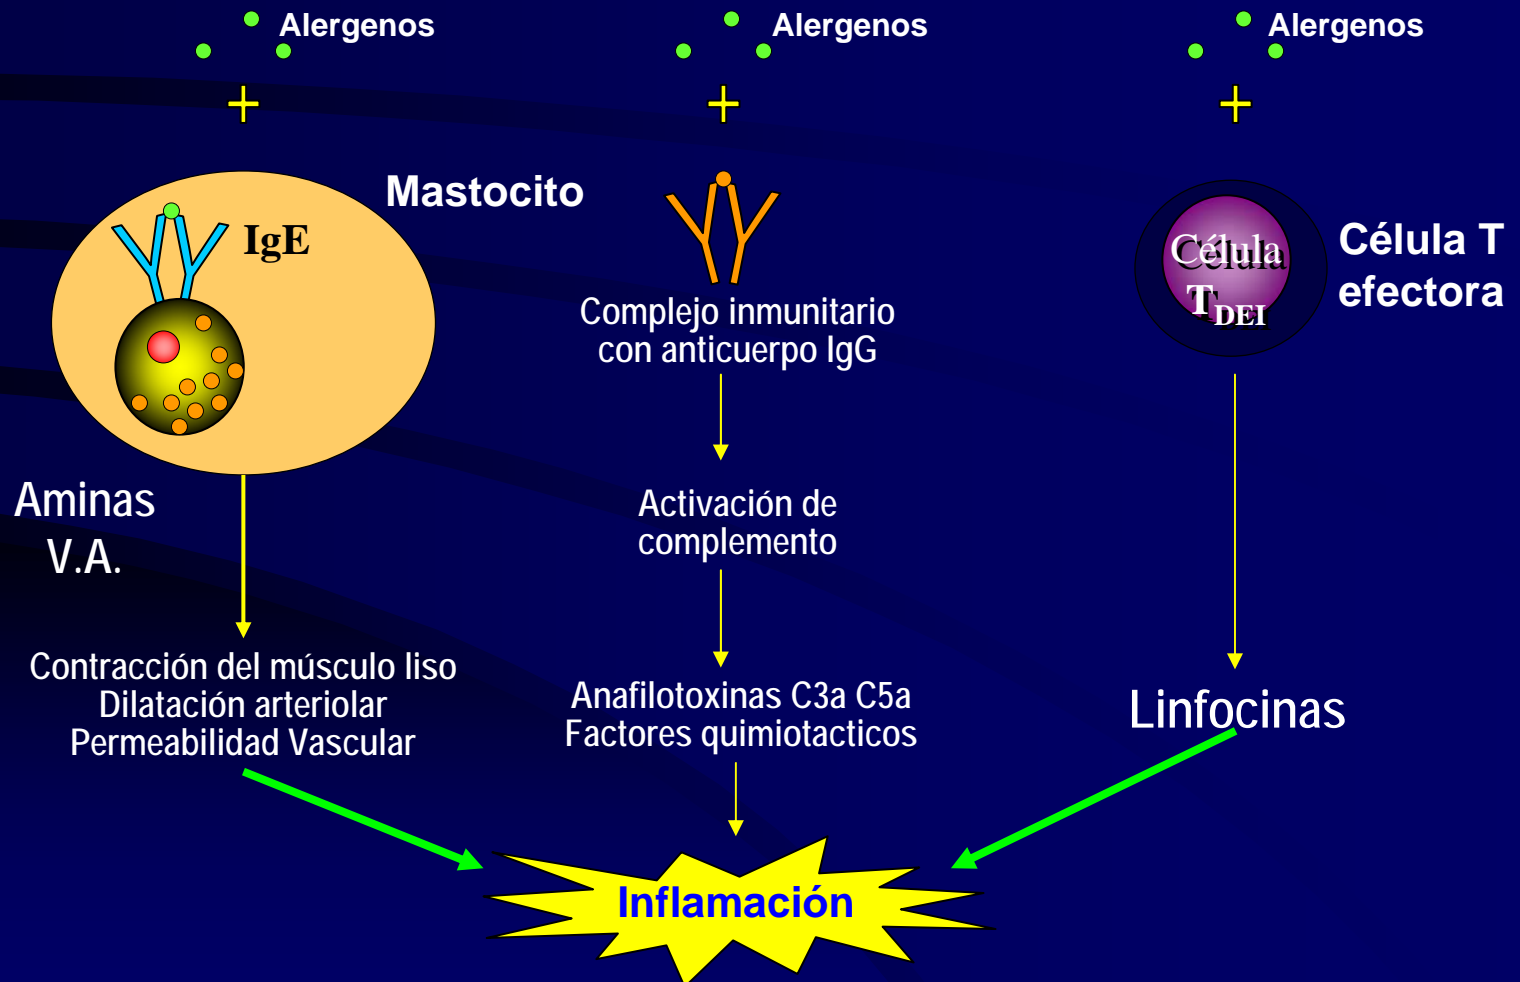 Alergenos
Alergenos
Alergenos
+
+
+
Mastocito
IgE
Aminas
V.A.
Contracción del músculo liso
Dilatación arteriolar
Permeabilidad Vascular
Complejo inmunitario
con anticuerpo IgG
Activación de
complemento
Anafilotoxinas C3a C5a
Factores quimiotacticos
Célula
TDEI
Célula T
efectora
Linfocinas
Inflamación